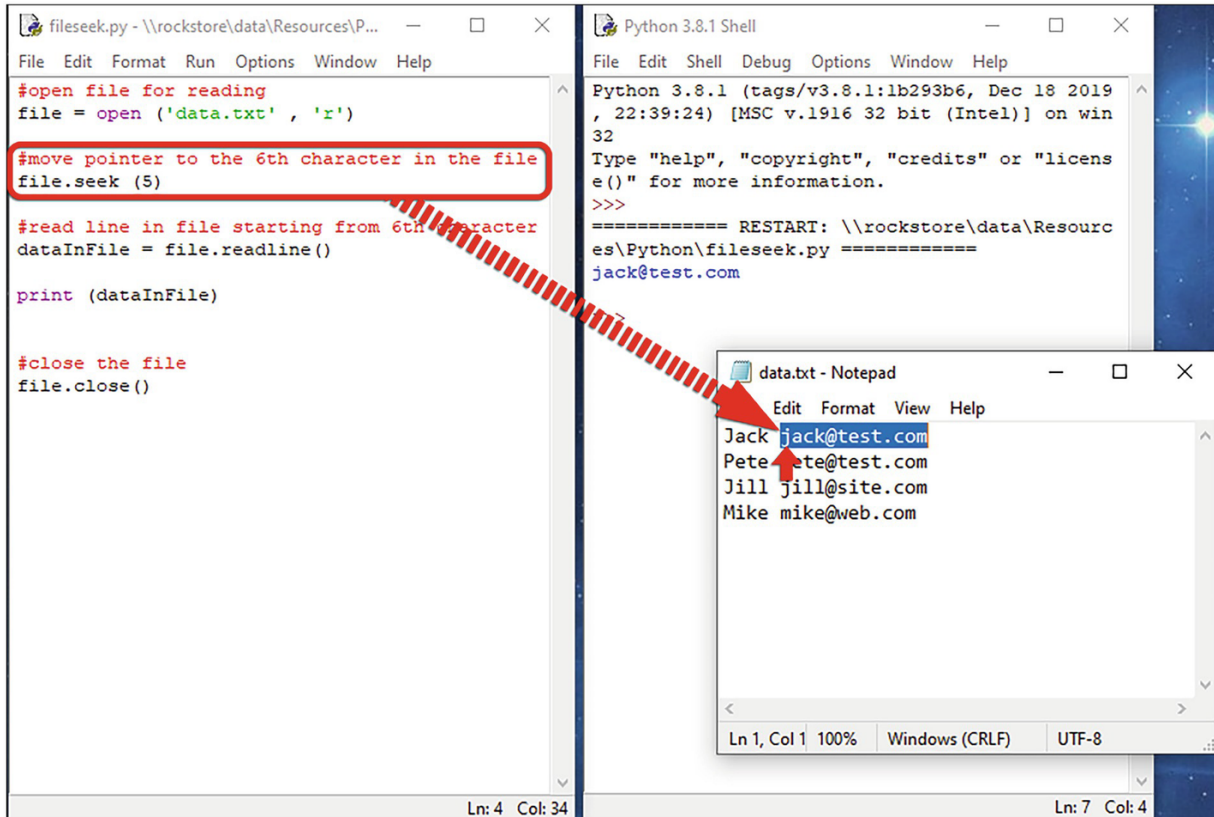 fileseek.py - \\rockstore\data\Resources\P...
File Edit Format Run Options Window Help
#open file for reading
file = open ('data.txt' , 'r')
#move pointer to the 6th character in the file
file.seek (5)
#read line in file starting from 6th character
dataInFile = file.readline()
print (dataInFile)
#close the file
file.close()
Ln: 4 Col: 34
Python 3.8.1 Shell
File Edit Shell Debug Options Window Help
Python 3.8.1 (tags/v3.8.1:1b293b6, Dec 18 2019
, 22:39:24) [MSC v.1916 32 bit (Intel)] on win
32
Type "help", "copyright", "credits" or "licens
e()" for more information.
>>>
============ RESTART: \\rockstore\data\Resourc
es\Python\fileseek.py ============
jack@test.com
Ln: 7 Col: 4
data.txt - Notepad
Edit Format View Help
Jack jack@test.com
Pete pete@test.com
Jill jill@site.com
Mike mike@web.com
Ln 1, Col 1 100% Windows (CRLF) UTF-8